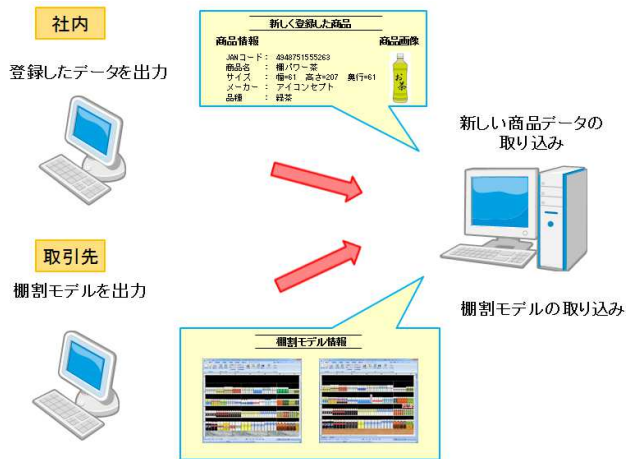 社内
登録したデータを出力
新しく登録した商品
商品情報
商品画像
JANコード : 4948751555263
商品名 : 棚パワー茶
サイズ : 幅=61 高さ=207 奥行=61
メーカー : アイコンセプト
品種 : 緑茶
お茶
新しい商品データの
取り込み
取引先
棚割モデルを出力
棚割モデルの取り込み
棚割モデル情報